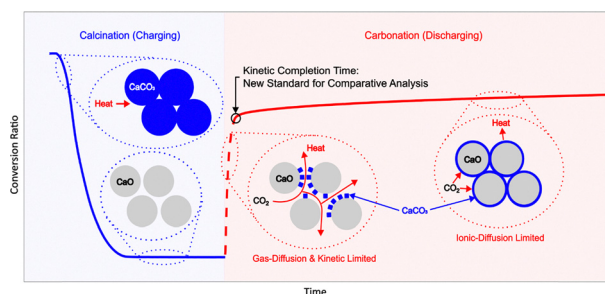 Calcination (Charging)
Carbonation (Discharging)
CaCO₃
Heat
Kinetic Completion Time:
New Standard for Comparative Analysis
Heat
Heat
CaO
CaO
CaO
CO₂
CO₂
CaCO₃
Gas-Diffusion & Kinetic Limited
Ionic-Diffusion Limited
Conversion Ratio
Time